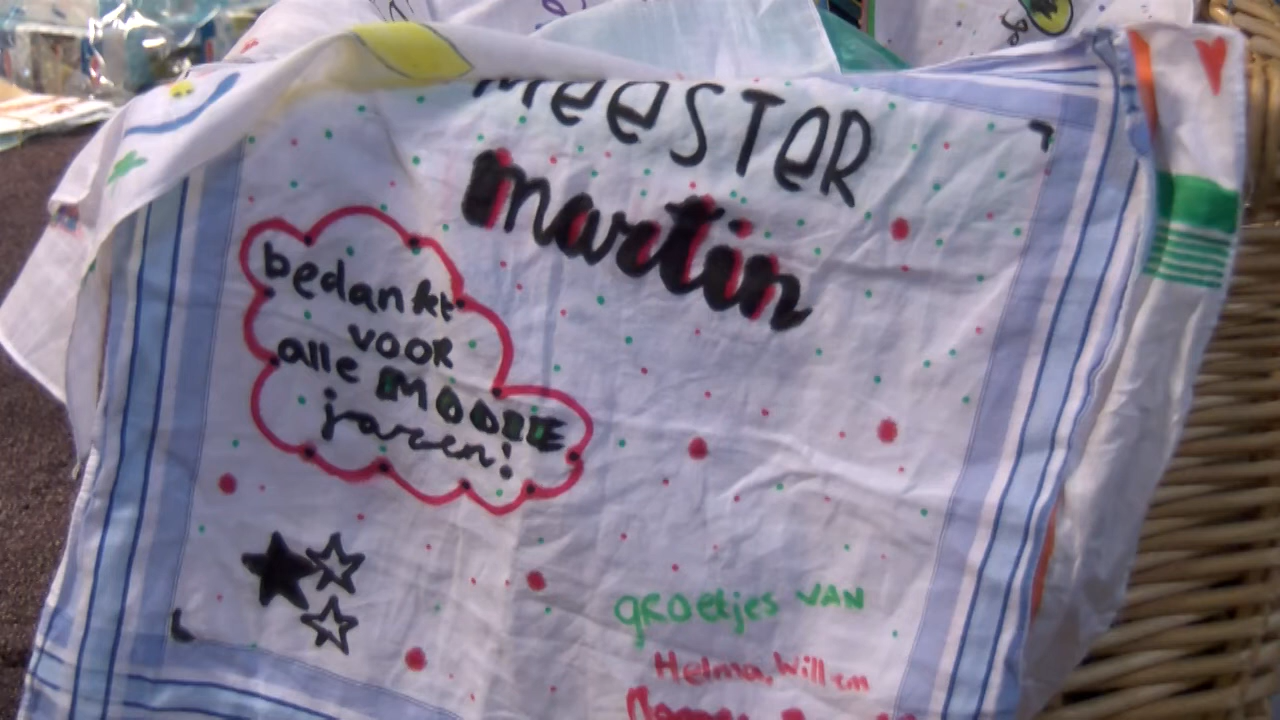 MeeSTeR
martin
bedankt
voor
alle MOOIE
jaren!
groetjes VAN
Helma, Willem